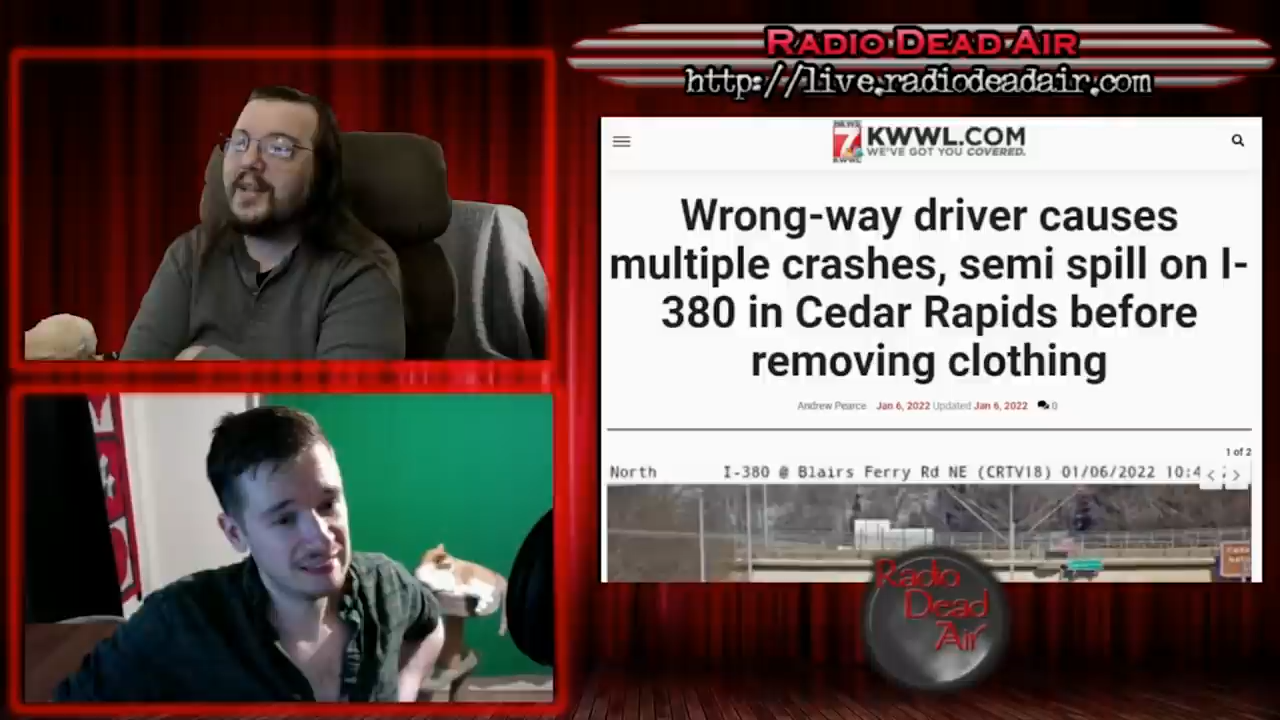 Radio Dead Air
http://live.radiodeadair.com
NEWS
7
KWWL
KWWL.COM
WE'VE GOT YOU COVERED.
Wrong-way driver causes
multiple crashes, semi spill on I-
380 in Cedar Rapids before
removing clothing
Andrew Pearce Jan 6, 2022 Updated Jan 6, 2022 0
1 of 2
North I-380 @ Blairs Ferry Rd NE (CRTV18) 01/06/2022 10:4
Radio
Dead
Air